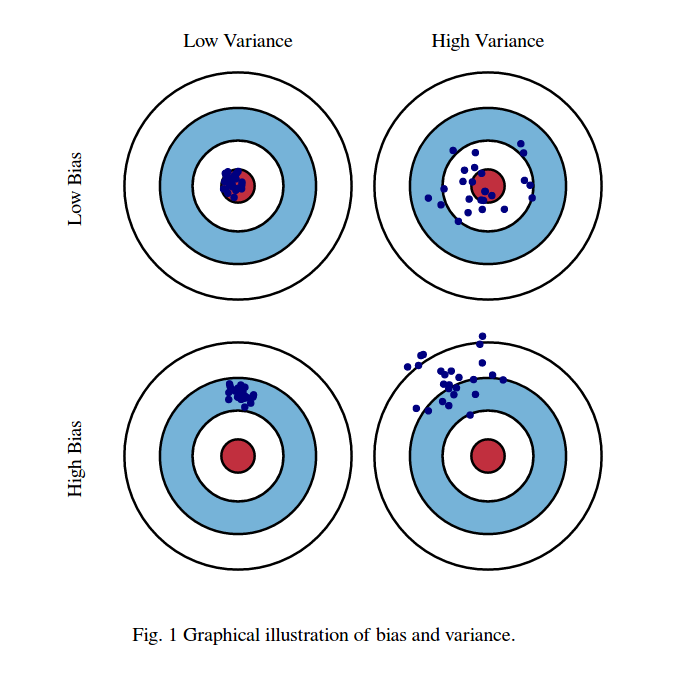 Low Variance
High Variance
Low Bias
High Bias
Fig. 1 Graphical illustration of bias and variance.